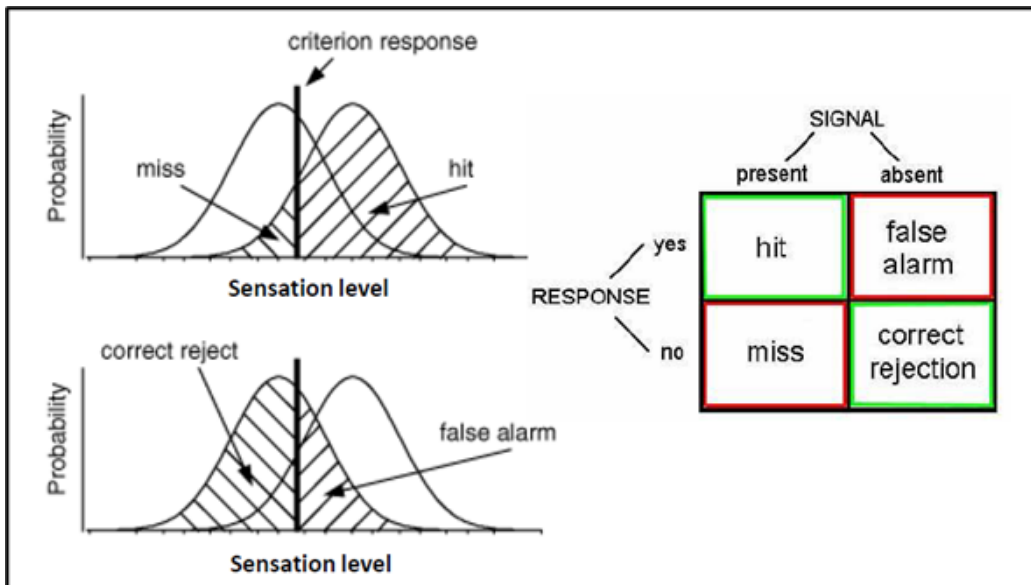 criterion response
Probability
miss
hit
Sensation level
correct reject
Probability
false alarm
Sensation level
SIGNAL
present absent
RESPONSE
yes
no
hit
false
alarm
miss
correct
rejection